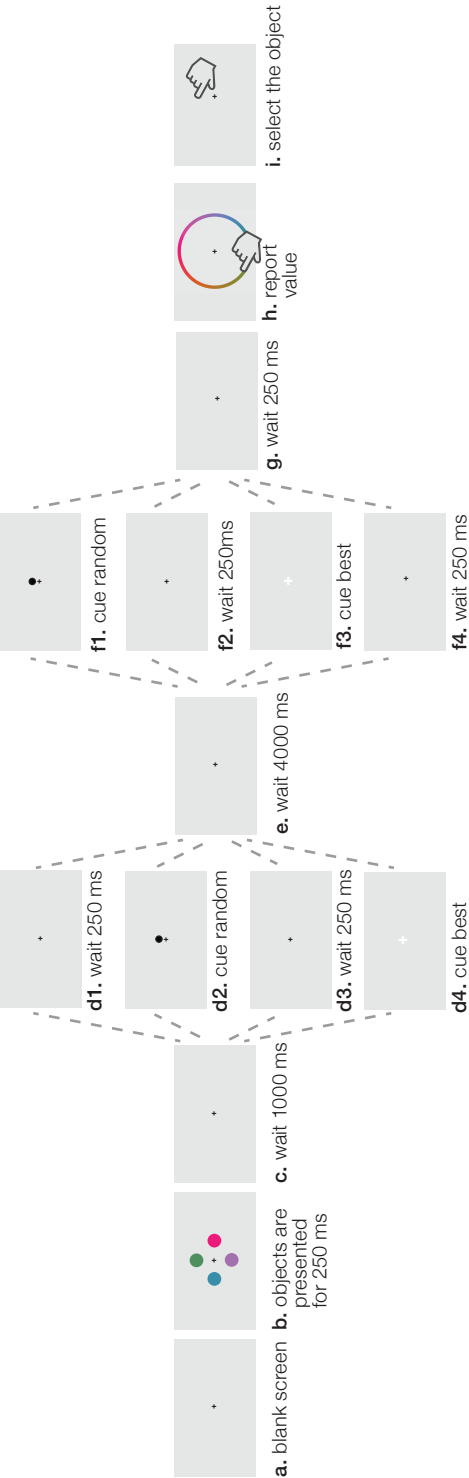 a. blank screen
b. objects are
presented
for 250 ms
c. wait 1000 ms
d1. wait 250 ms
d2. cue random
d3. wait 250 ms
d4. cue best
e. wait 4000 ms
f1. cue random
f2. wait 250ms
f3. cue best
f4. wait 250 ms
g. wait 250 ms
h. report
value
i. select the object